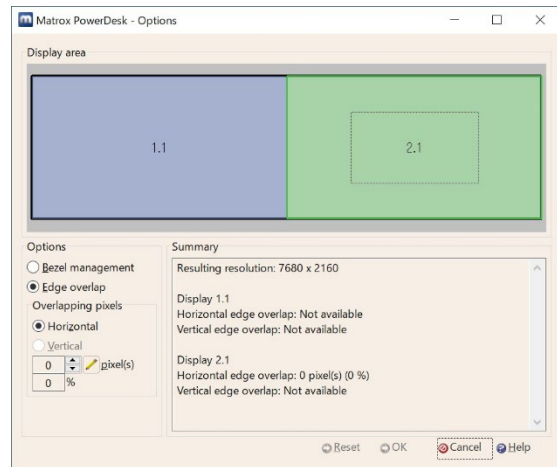 Matrox PowerDesk - Options
Display area
1.1
2.1
Options
Bezel management
Edge overlap
Overlapping pixels
Horizontal
Vertical
0 pixel(s)
0 %
Summary
Resulting resolution: 7680 x 2160
Display 1.1
Horizontal edge overlap: Not available
Vertical edge overlap: Not available
Display 2.1
Horizontal edge overlap: 0 pixel(s) (0 %)
Vertical edge overlap: Not available
Reset OK Cancel Help